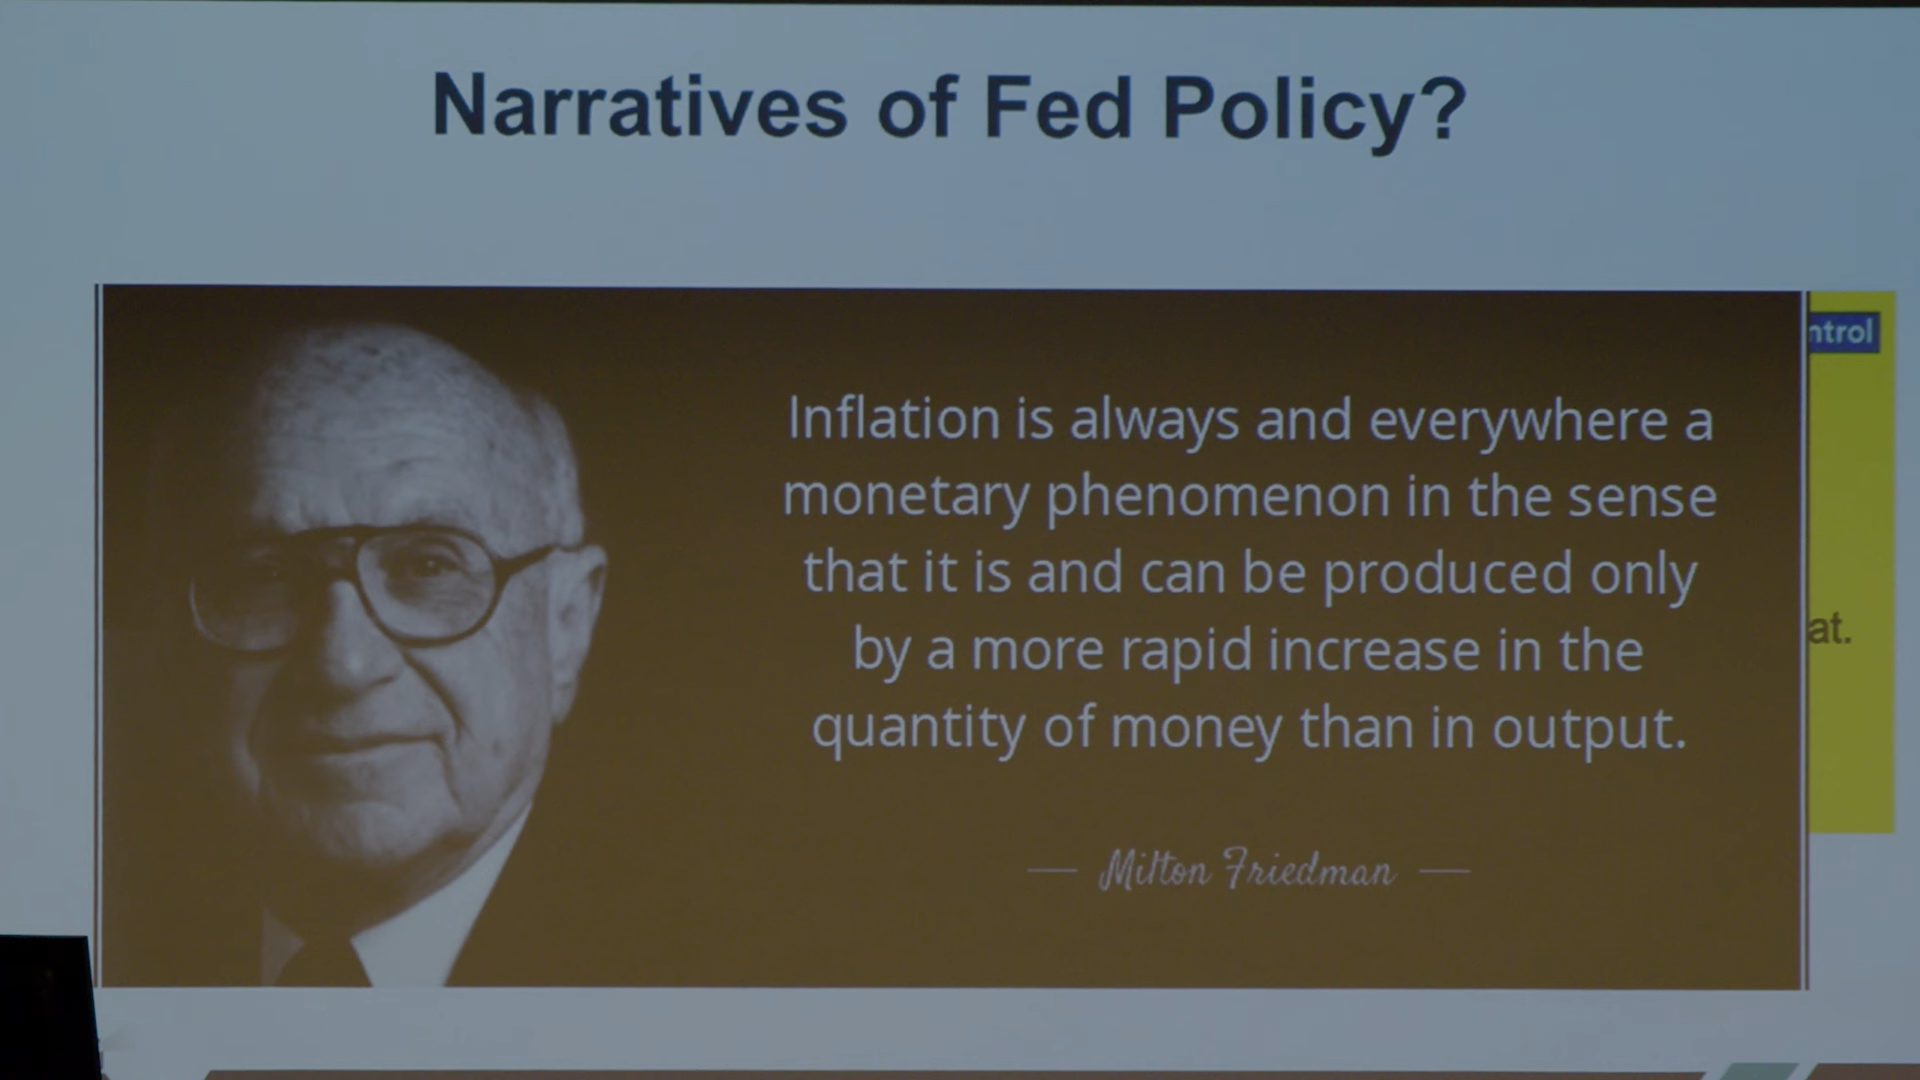 Narratives of Fed Policy?
ntrol
Inflation is always and everywhere a
monetary phenomenon in the sense
that it is and can be produced only
by a more rapid increase in the
quantity of money than in output.
at.
— Milton Friedman —